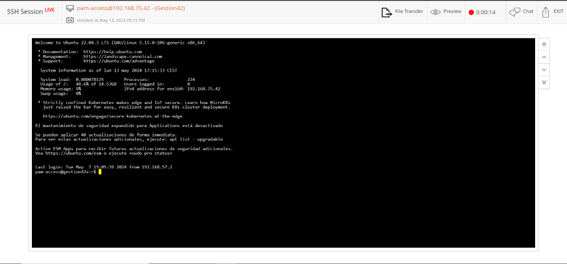 SSH Session LIVE
pam-access@192.168.75.42 - (Gestion42)
Initiated at May 13, 2024 05:15 PM
File Transfer
Preview
0:00:14
Chat
EXIT
Welcome to Ubuntu 22.04.3 LTS (GNU/Linux 5.15.0-106-generic x86_64)
* Documentation: https://help.ubuntu.com
* Management: https://landscape.canonical.com
* Support: https://ubuntu.com/advantage
System information as of lun 13 may 2024 17:15:33 CEST
System load: 0.080078125 Processes: 224
Usage of /: 40.6% of 18.53GB Users logged in: 0
Memory usage: 9% IPv4 address for ens160: 192.168.75.42
Swap usage: 0%
* Strictly confined Kubernetes makes edge and IoT secure. Learn how MicroK8s
just raised the bar for easy, resilient and secure K8s cluster deployment.
https://ubuntu.com/engage/secure-kubernetes-at-the-edge
El mantenimiento de seguridad expandido para Applications está desactivado
Se pueden aplicar 40 actualizaciones de forma inmediata.
Para ver estas actualizaciones adicionales, ejecute: apt list --upgradable
Active ESM Apps para recibir futuras actualizaciones de seguridad adicionales.
Vea https://ubuntu.com/esm o ejecute «sudo pro status»
Last login: Tue May 7 19:05:39 2024 from 192.168.57.2
pam-access@gestion42a:~$